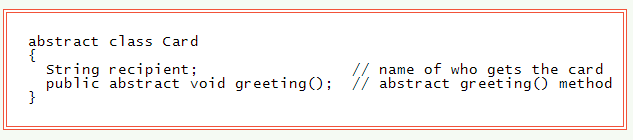 abstract class Card
{
  String recipient;                 // name of who gets the card
  public abstract void greeting();  // abstract greeting() method
}